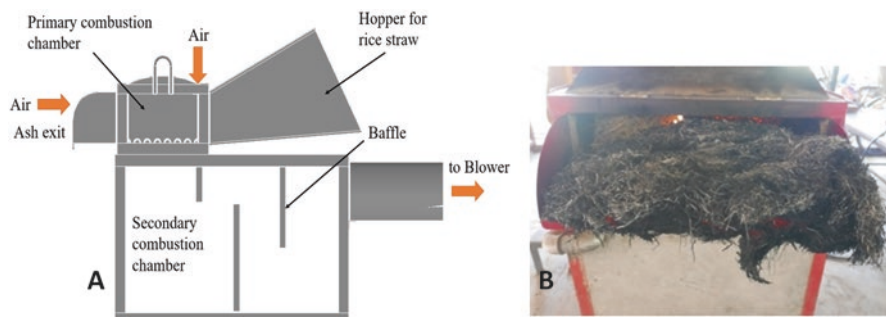 Primary combustion
chamber
Air
Hopper for
rice straw
Air
Ash exit
Baffle
to Blower
Secondary
combustion
chamber
A
B